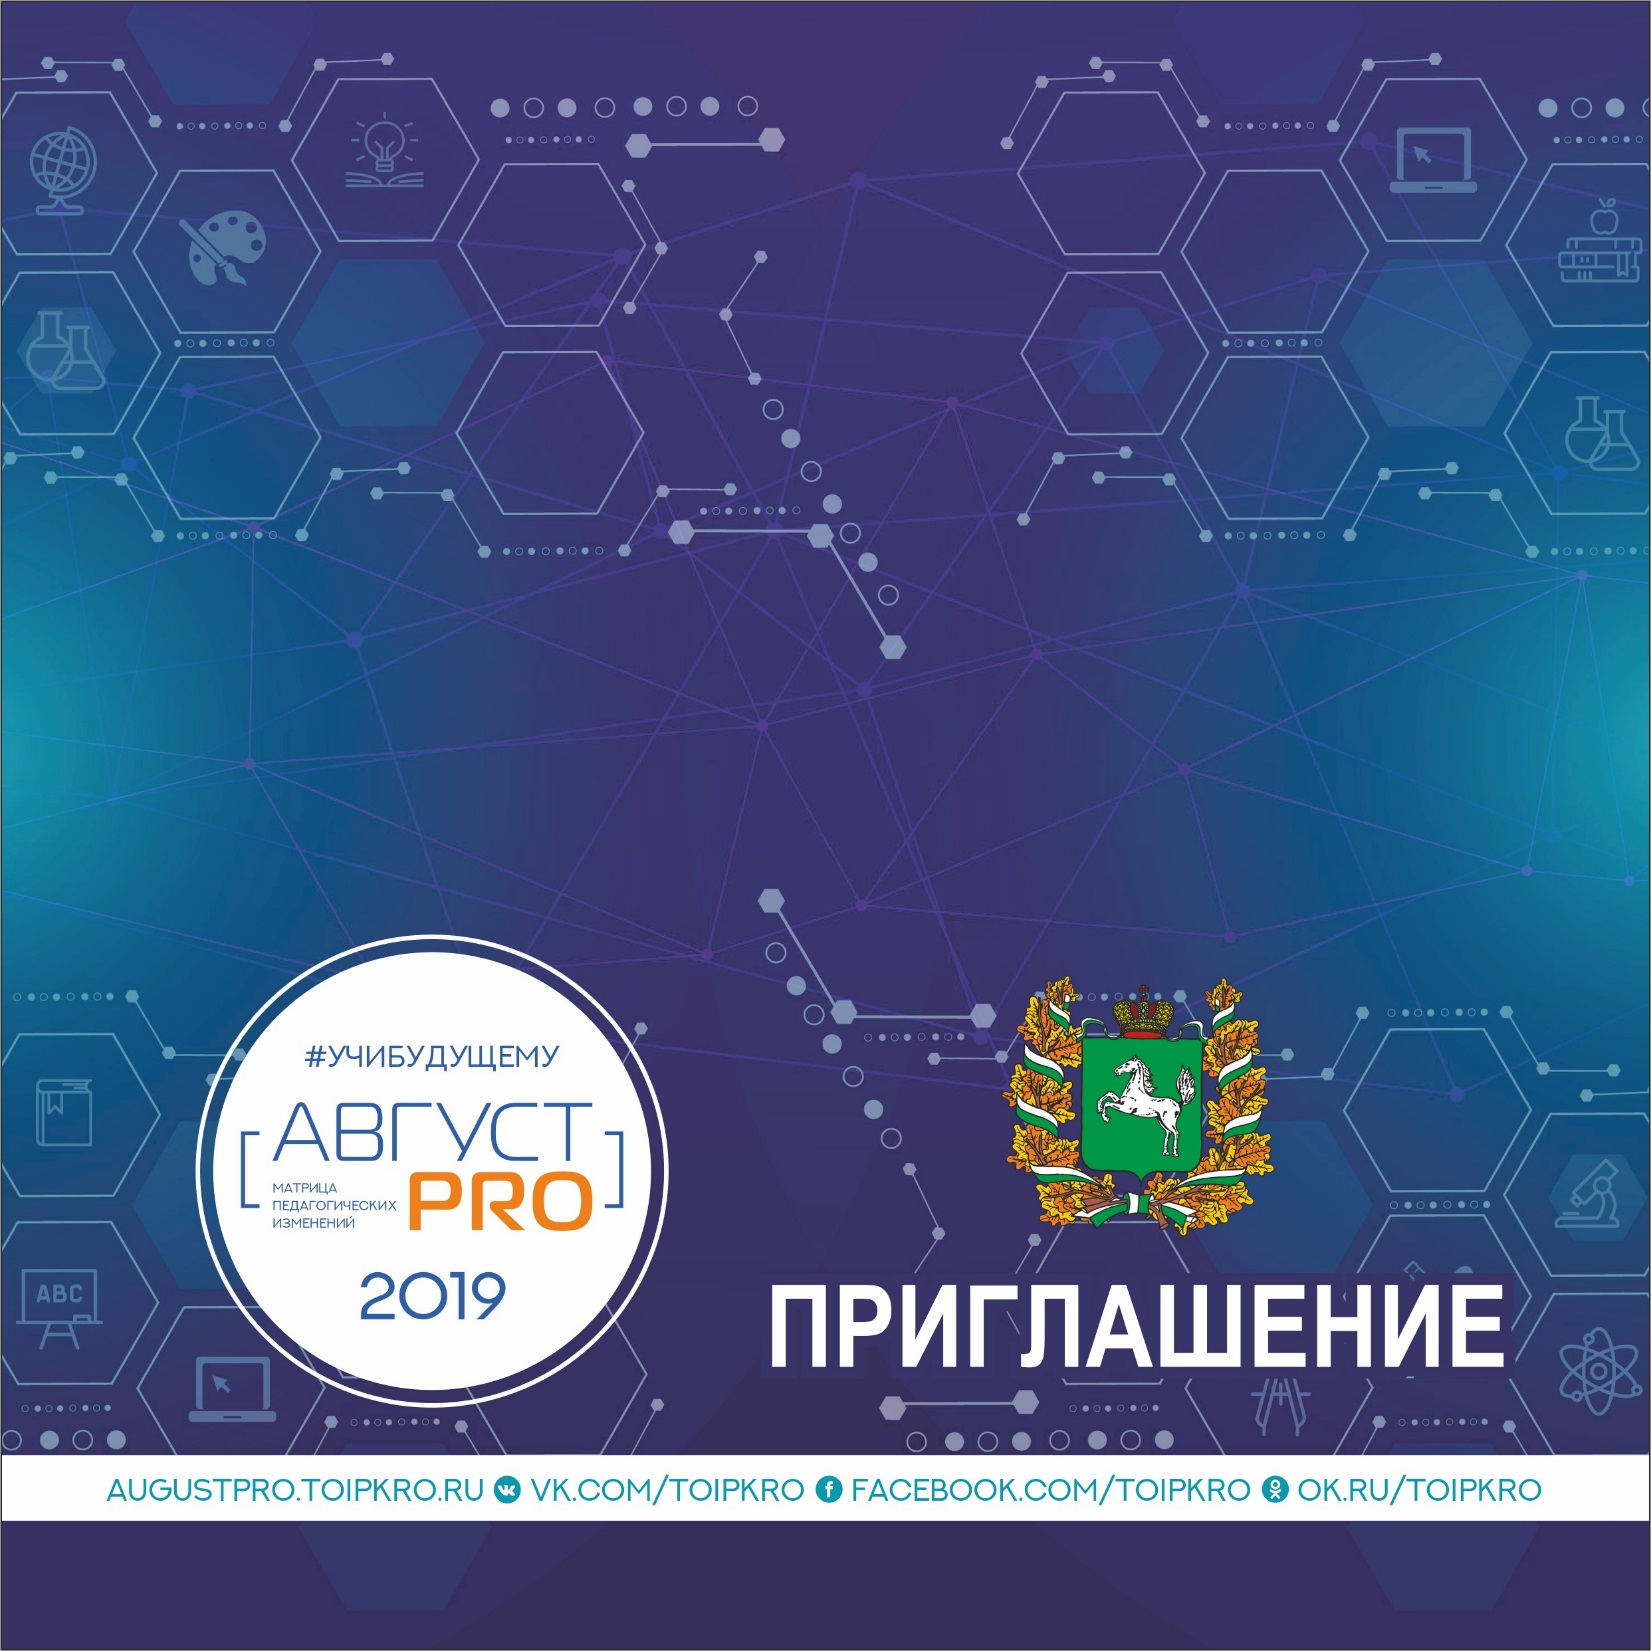 #УЧИБУДУЩЕМУ
АВГУСТ
МАТРИЦА
ПЕДАГОГИЧЕСКИХ
ИЗМЕНЕНИЙ
PRO
2019
ПРИГЛАШЕНИЕ
ABC
AUGUSTPRO.TOIPKRO.RU VK.COM/TOIPKRO FACEBOOK.COM/TOIPKRO OK.RU/TOIPKRO